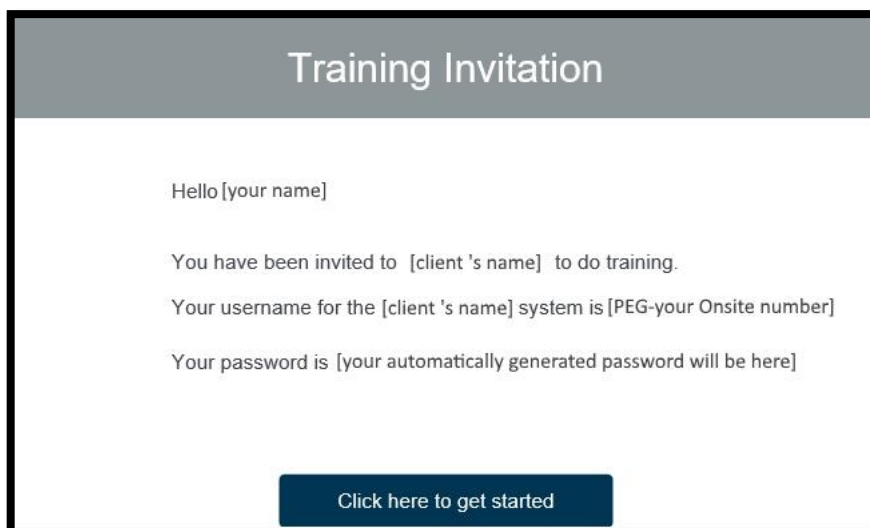 Training Invitation
Hello [your name]
You have been invited to [client 's name] to do training.
Your username for the [client 's name] system is [PEG-your Onsite number]
Your password is [your automatically generated password will be here]
Click here to get started